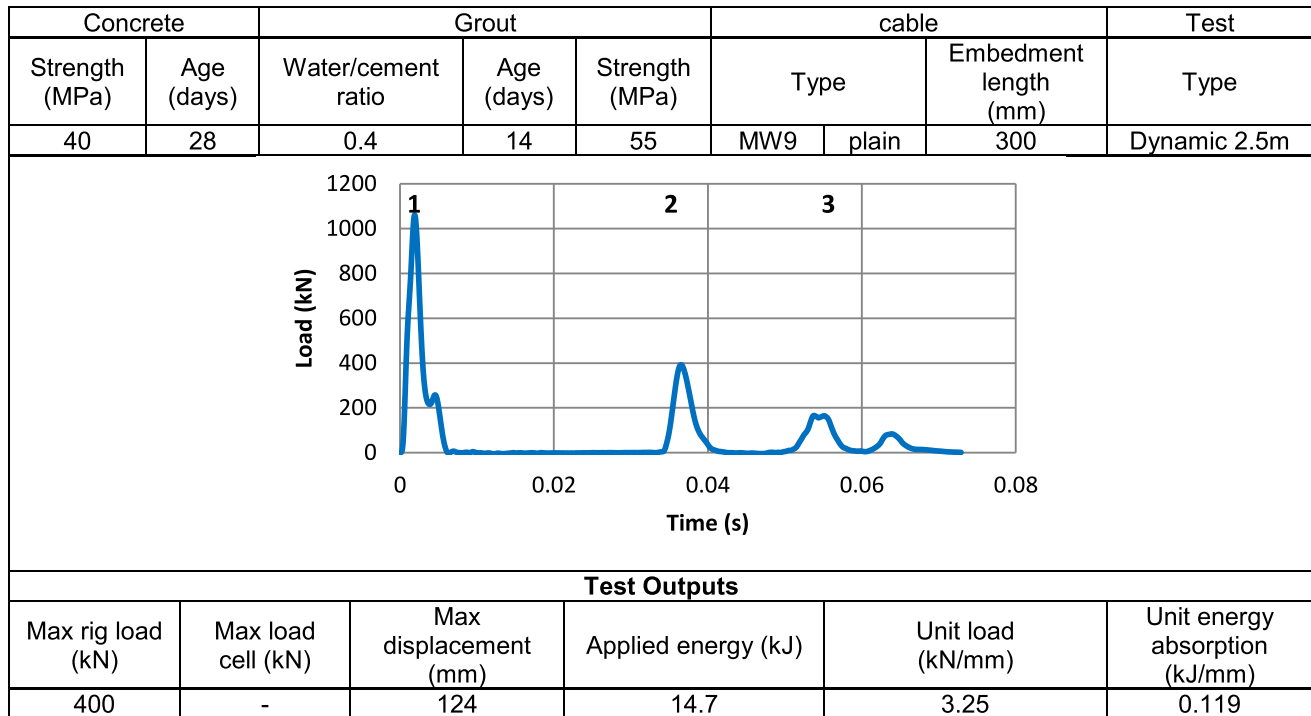 Concrete Grout cable Test
Strength (MPa) Age (days) Water/cement ratio Age (days) Strength (MPa) Type Embedment length (mm) Type
40 28 0.4 14 55 MW9 plain 300 Dynamic 2.5m
1200
1000
800
600
400
200
0
Load (kN)
1 2 3
0 0.02 0.04 0.06 0.08
Time (s)
Test Outputs
Max rig load (kN) Max load cell (kN) Max displacement (mm) Applied energy (kJ) Unit load (kN/mm) Unit energy absorption (kJ/mm)
400 - 124 14.7 3.25 0.119